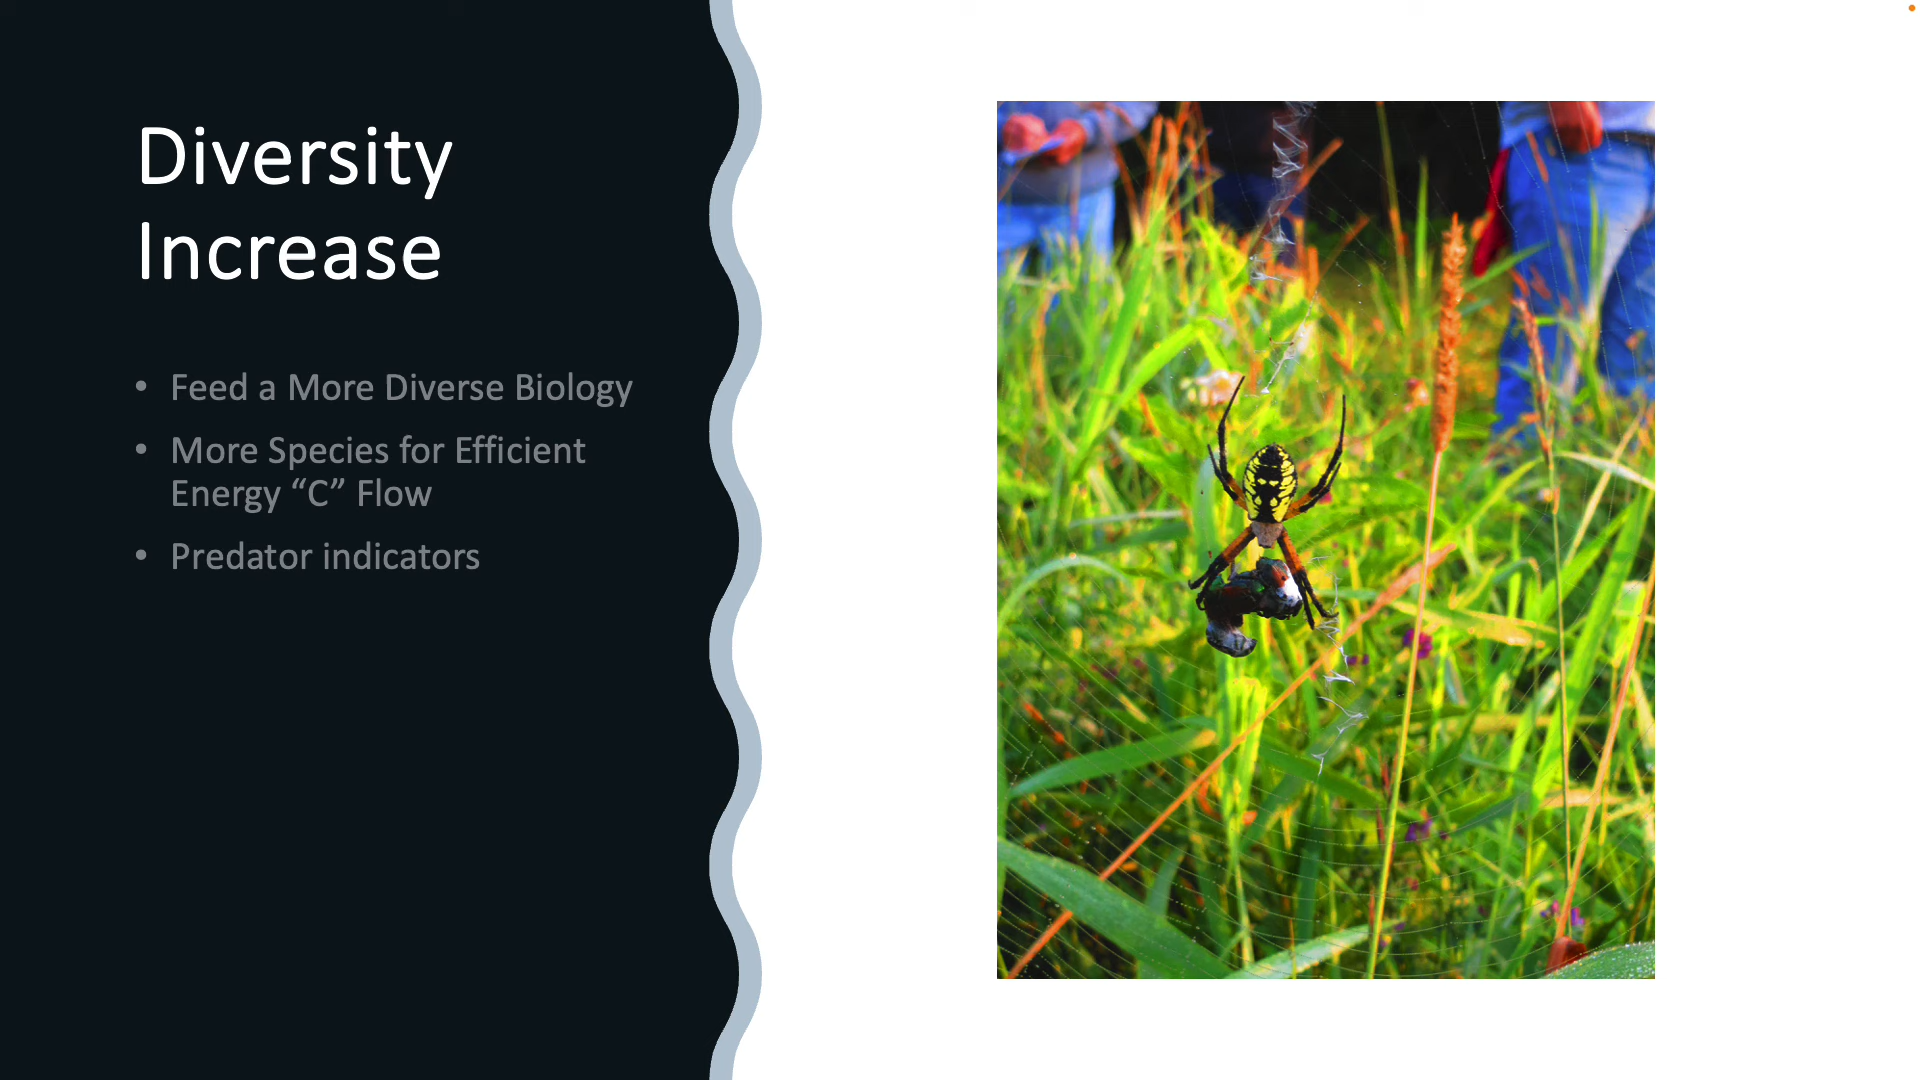 Diversity
Increase
• Feed a More Diverse Biology
• More Species for Efficient
Energy “C” Flow
• Predator indicators